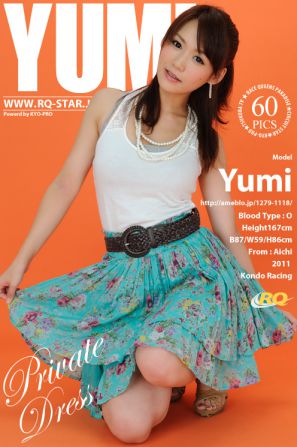 YUMI
WWW.RQ-STAR.J
Powerd by KYO-PRO
60
PICS
Model
Yumi
http://ameblo.jp/1279-1118/
Blood Type : O
Height167cm
B87/W59/H86cm
From : Aichi
2011
Kondo Racing
RQ
Private
Dress